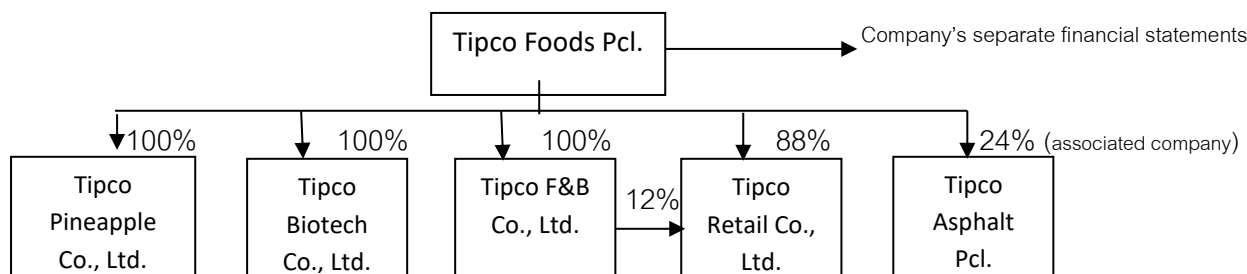 Tipco Foods Pcl.
Company's separate financial statements
100%
100%
100%
88%
24% (associated company)
Tipco
Pineapple
Co., Ltd.
Tipco
Biotech
Co., Ltd.
Tipco F&B
Co., Ltd.
12%
Tipco
Retail Co.,
Ltd.
Tipco
Asphalt
Pcl.